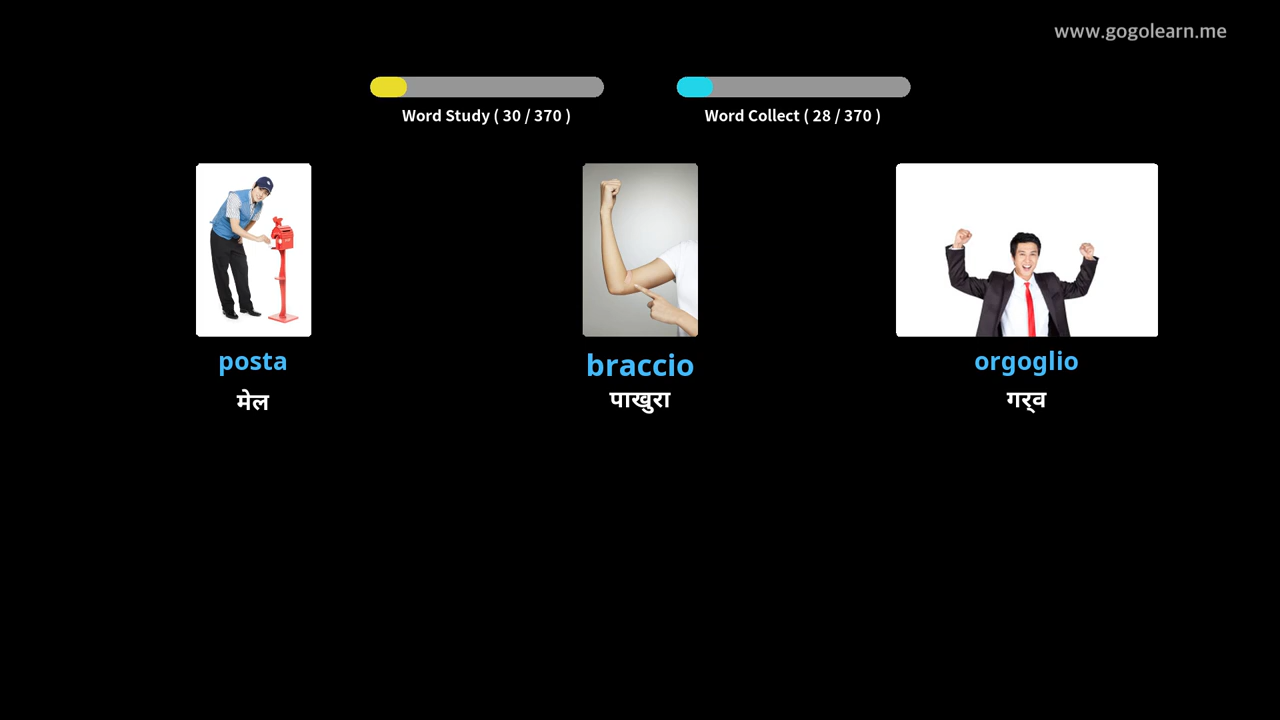 www.gogolearn.me
Word Study ( 30 / 370 )
Word Collect ( 28 / 370 )
posta
braccio
orgoglio
मेल
पाखुरा
गर्व